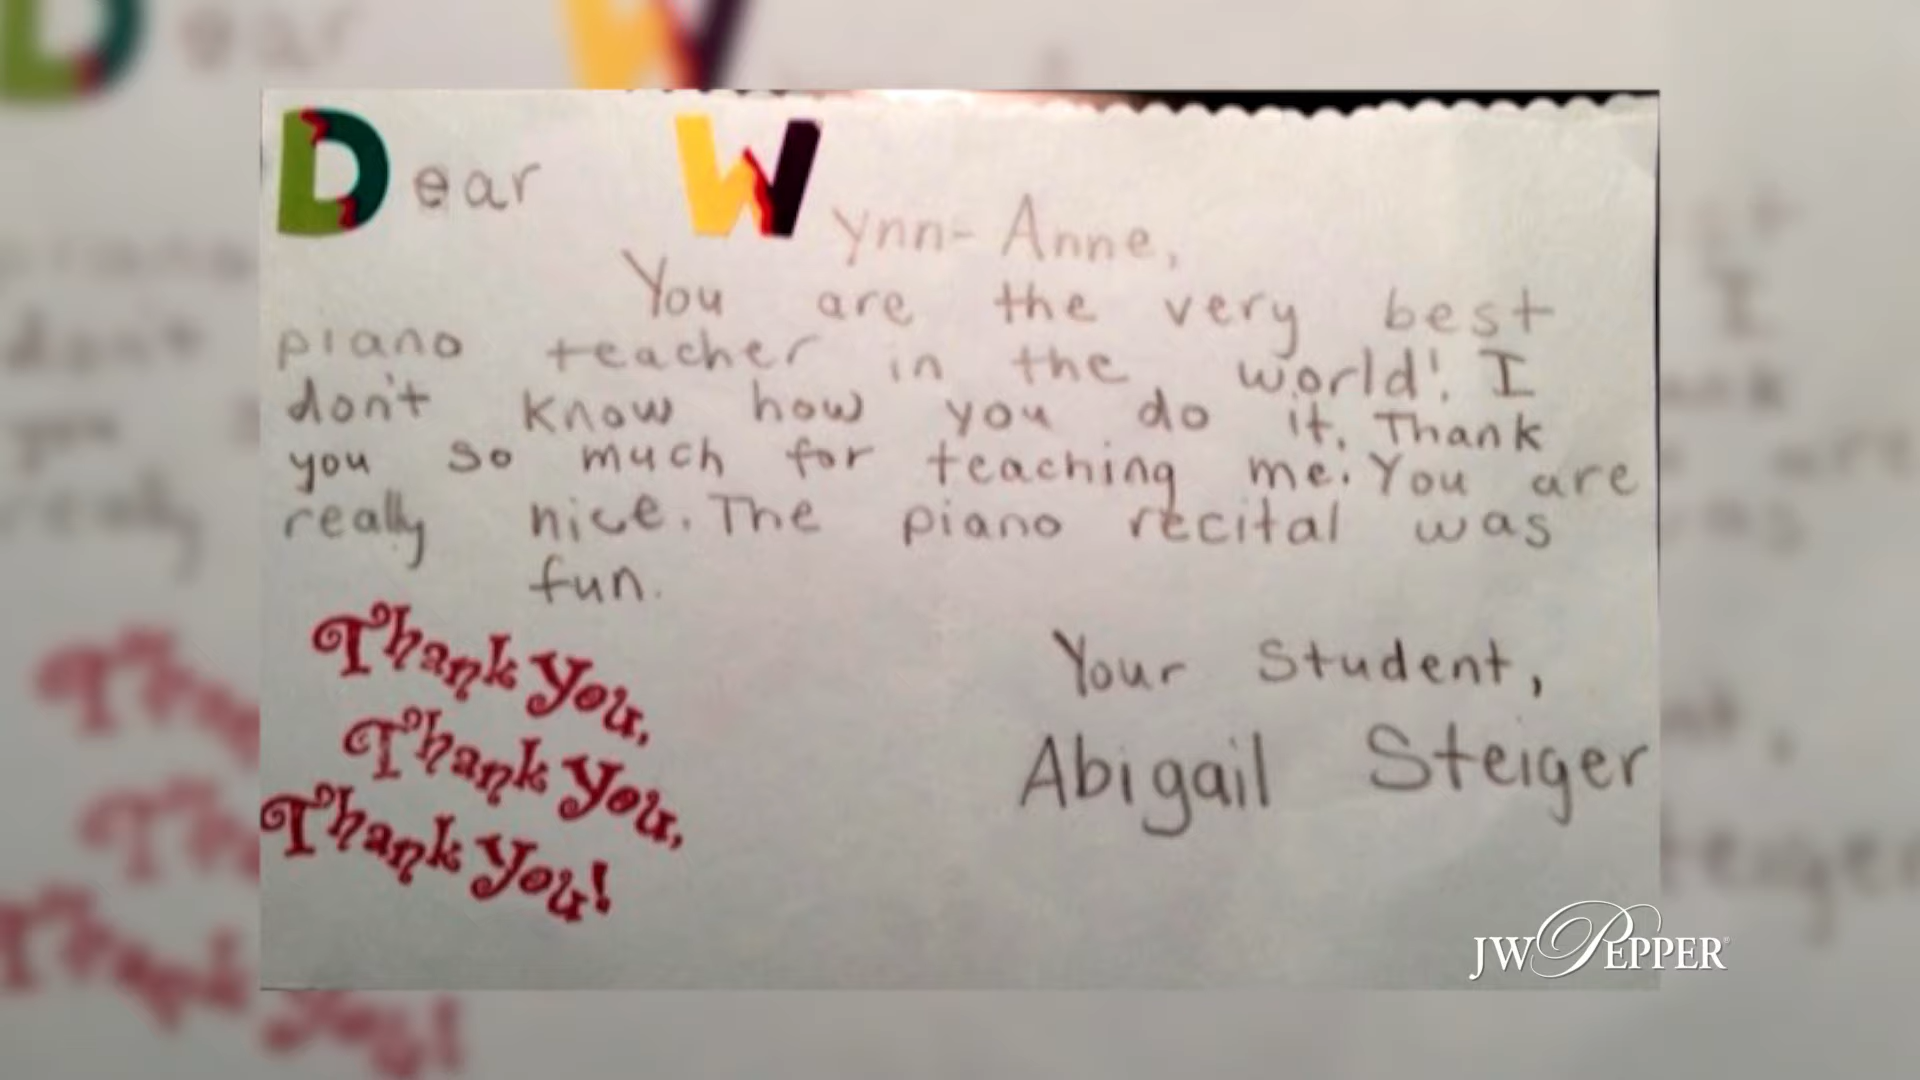 Dear Wynn-Anne,
You are the very best
piano teacher in the world! I
don't know how you do it. Thank
you so much for teaching me. You are
really nice. The piano recital was
fun.
Thank You,
Thank You,
Thank You!
Your Student,
Abigail Steiger
JW PEPPER